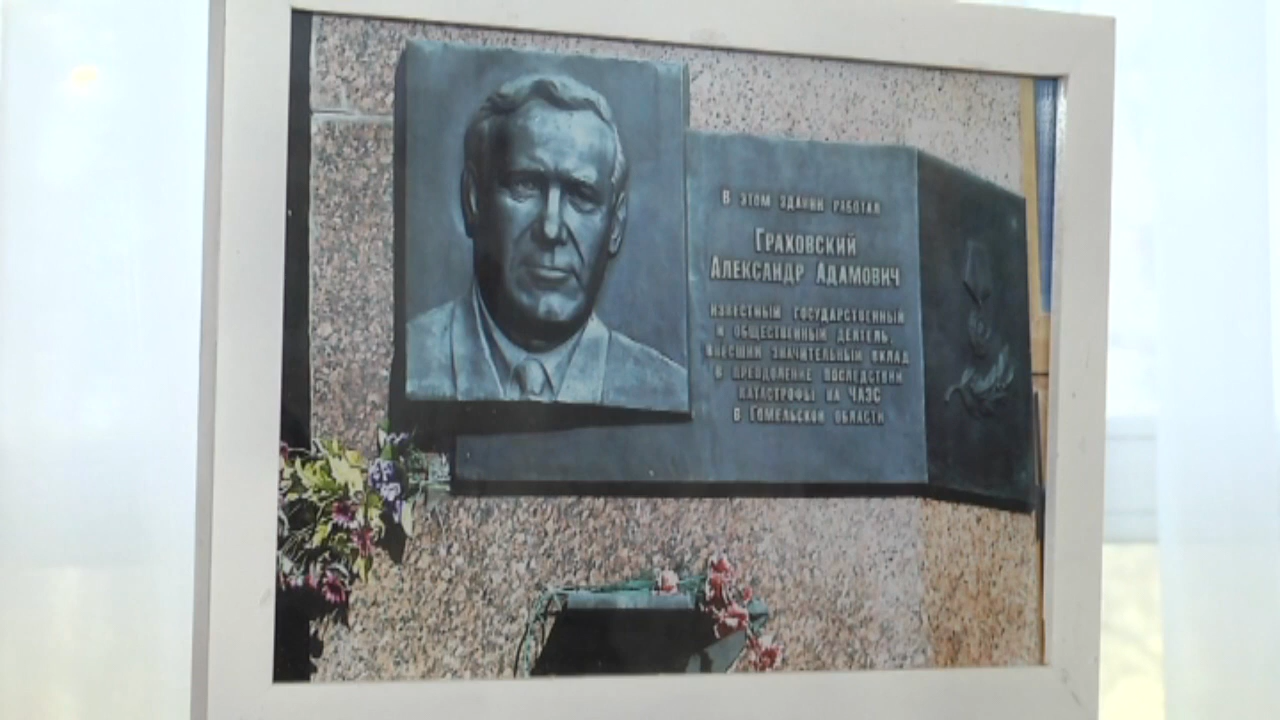 В ЭТОМ ЗДАНИИ РАБОТАЛ
ГРАХОВСКИЙ
АЛЕКСАНДР АДАМОВИЧ
ИЗВЕСТНЫЙ ГОСУДАРСТВЕННЫЙ
И ОБЩЕСТВЕННЫЙ ДЕЯТЕЛЬ,
ВНЕСШИЙ ЗНАЧИТЕЛЬНЫЙ ВКЛАД
В ПРЕОДОЛЕНИЕ ПОСЛЕДСТВИЙ
КАТАСТРОФЫ НА ЧАЭС
В ГОМЕЛЬСКОЙ ОБЛАСТИ